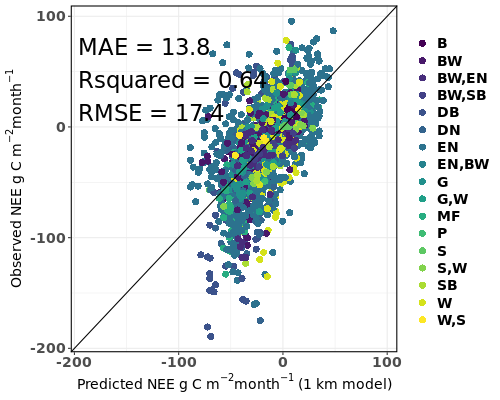 MAE = 13.8
Rsquared = 0.64
RMSE = 17.4
100
0
-100
-200
-200
-100
0
100
Observed NEE g C m⁻²month⁻¹
Predicted NEE g C m⁻²month⁻¹ (1 km model)
B
BW
BW,EN
BW,SB
DB
DN
EN
EN,BW
G
G,W
MF
P
S
S,W
SB
W
W,S